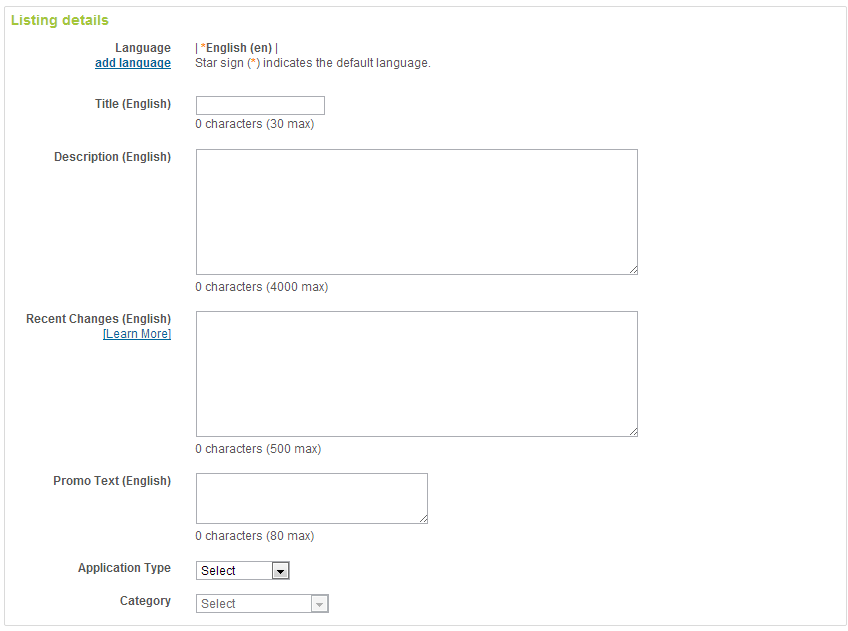 Listing details
Language | *English (en) |
add language Star sign (*) indicates the default language.
Title (English)
0 characters (30 max)
Description (English)
0 characters (4000 max)
Recent Changes (English)
[Learn More]
0 characters (500 max)
Promo Text (English)
0 characters (80 max)
Application Type Select
Category Select